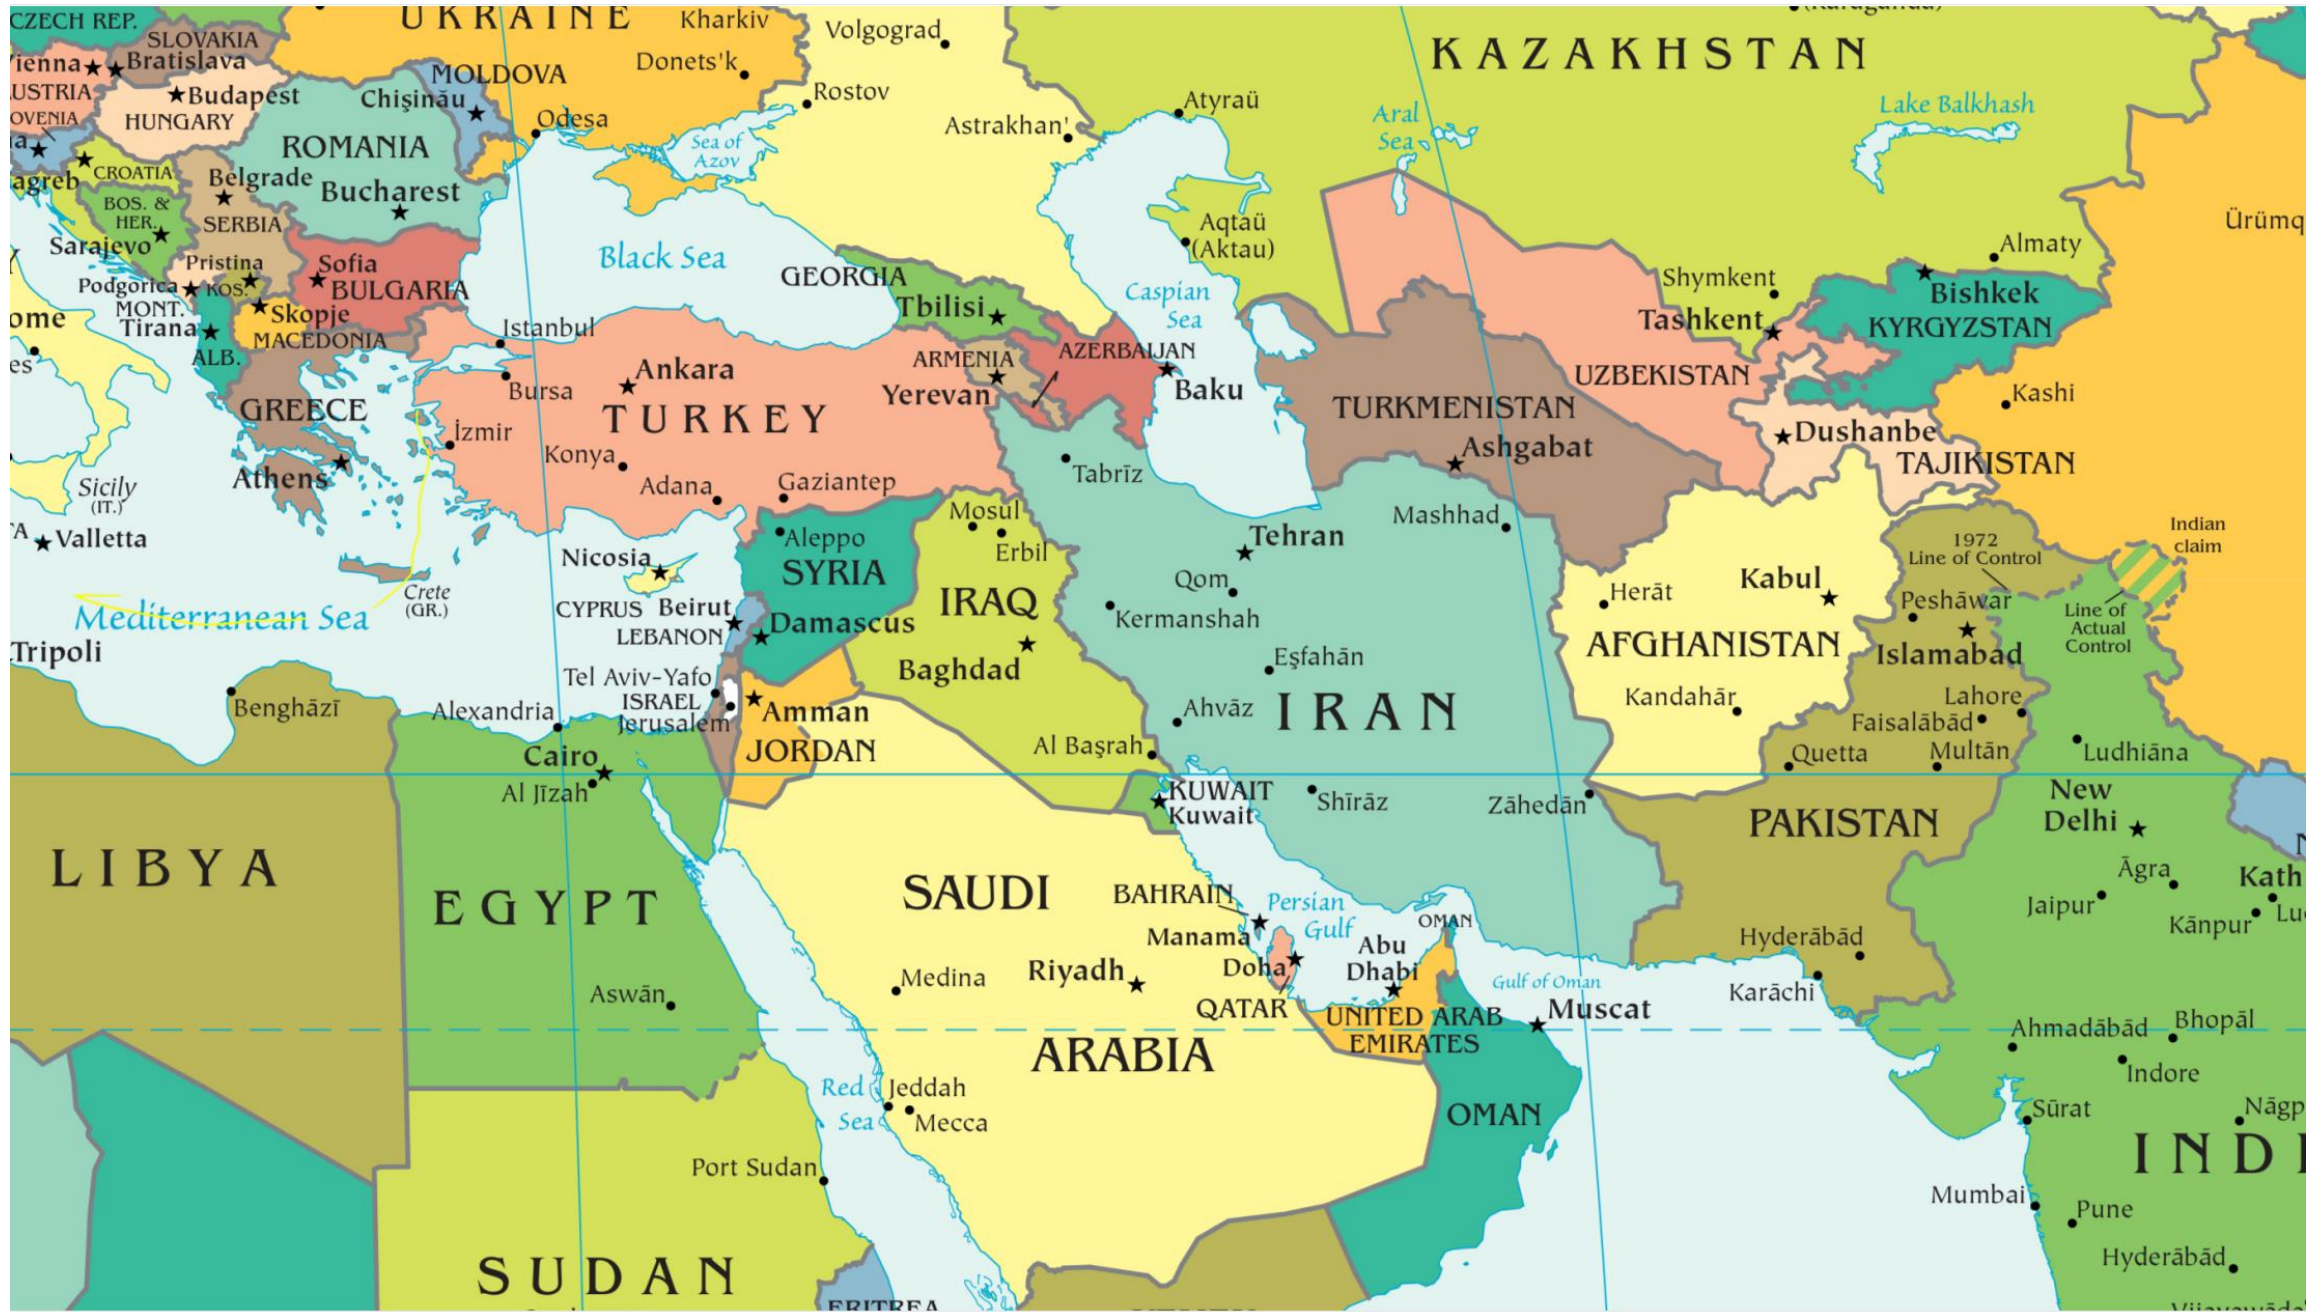 CZECH REP.
UKRAINE
Kharkiv
Volgograd
KAZAKHSTAN
SLOVAKIA
Bratislava
MOLDOVA
Donets'k
Budapest
HUNGARY
Chişinău
Odesa
Rostov
Astrakhan'
Atyraü
Aral
Sea
Lake Balkhash
ROMANIA
Bucharest
Sea of
Azov
CROATIA
Belgrade
BOS. &
HER.
SERBIA
Sarajevo
Aqtaü
(Aktau)
Ürümq
Almaty
Black Sea
GEORGIA
Tbilisi
Caspian
Sea
Shymkent
Tashkent
Bishkek
KYRGYZSTAN
Pristina
Sofia
BULGARIA
Podgorica
KOS.
MONT.
Skopje
Tirana
MACEDONIA
ALB.
Istanbul
ARMENIA
AZERBAIJAN
Yerevan
Baku
UZBEKISTAN
TURKMENISTAN
Ashgabat
Kashi
Dushanbe
TAJIKISTAN
GREECE
Athens
Bursa
Ankara
TURKEY
İzmir
Konya
Adana
Gaziantep
Tabrīz
Sicily
(IT.)
Valletta
Crete
(GR.)
Mediterranean Sea
Tripoli
Nicosia
CYPRUS
Aleppo
SYRIA
Mosul
Erbil
Beirut
LEBANON
Damascus
IRAQ
Baghdad
Tehran
Mashhad
Qom
Kermanshah
Herāt
Kabul
AFGHANISTAN
Kandahār
1972
Line of Control
Indian
claim
Peshāwar
Islamabad
Line of
Actual
Control
Eşfahān
IRAN
Ahvāz
Al Başrah
Lahore
Faisalābād
Quetta
Multān
Ludhiāna
Benghāzī
Alexandria
Tel Aviv-Yafo
ISRAEL
Jerusalem
Amman
JORDAN
Cairo
Al Jīzah
KUWAIT
Kuwait
Shīrāz
Zāhedān
PAKISTAN
New
Delhi
LIBYA
EGYPT
SAUDI
ARABIA
BAHRAIN
Manama
Persian
Gulf
OMAN
Abu
Dhabi
Doha
QATAR
Riyadh
Medina
Aswān
UNITED ARAB
EMIRATES
Gulf of Oman
Muscat
Hyderābād
Karāchi
Āgra
Kath
Jaipur
Kānpur
Ahmadābād
Bhopāl
Indore
Red
Sea
Jeddah
Mecca
OMAN
Sūrat
Nāgp
Port Sudan
INDI
Mumbai
Pune
Hyderābād
SUDAN
ERITREA